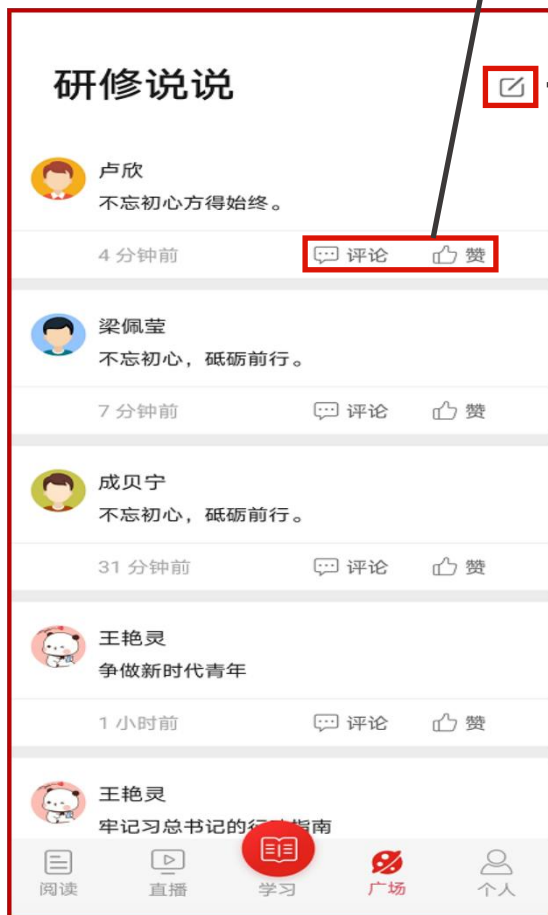 研修说说
卢欣
不忘初心方得始终。
4 分钟前 评论 赞
梁佩莹
不忘初心，砥砺前行。
7 分钟前 评论 赞
成贝宁
不忘初心，砥砺前行。
31 分钟前 评论 赞
王艳灵
争做新时代青年
1 小时前 评论 赞
王艳灵
牢记习总书记的行动指南
阅读 直播 学习 广场 个人